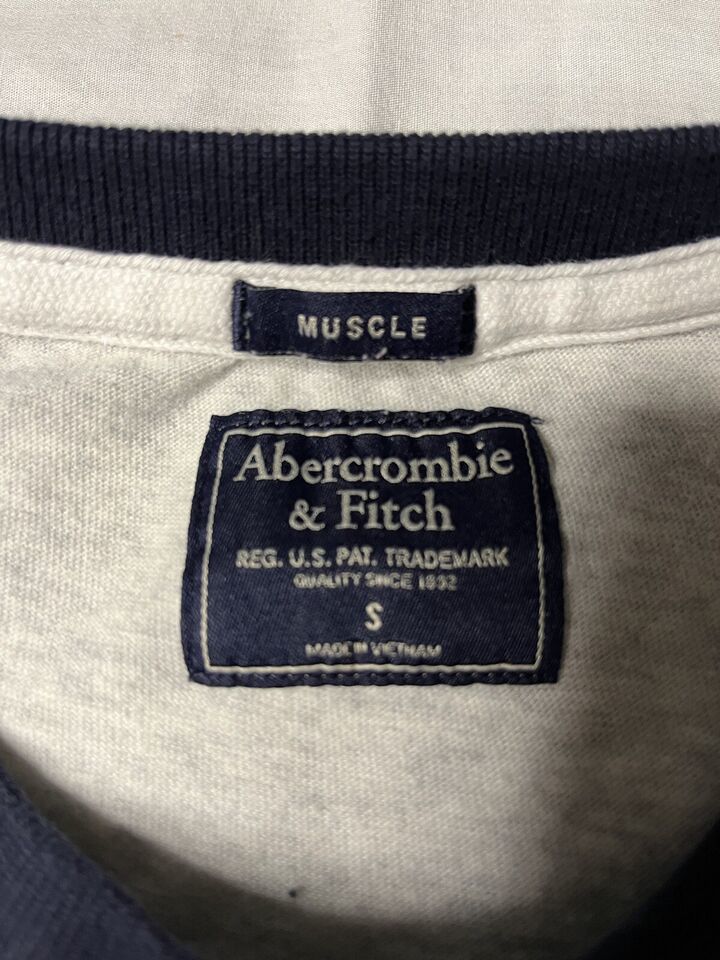 MUSCLE
Abercrombie
& Fitch
REG. U.S. PAT. TRADEMARK
QUALITY SINCE 1892
S
MADE IN VIETNAM